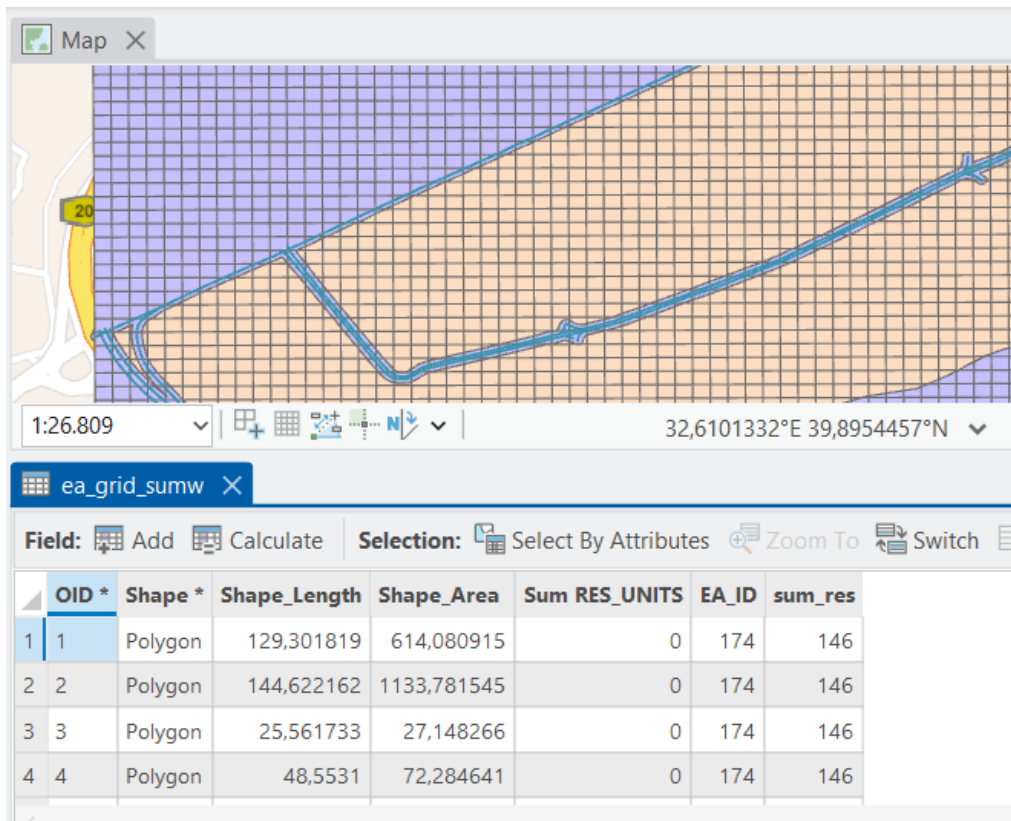 Map
20
1:26.809 N 32,6101332°E 39,8954457°N
ea_grid_sumw
Field: Add Calculate Selection: Select By Attributes Zoom To Switch
OID * Shape * Shape_Length Shape_Area Sum RES_UNITS EA_ID sum_res
1 1 Polygon 129,301819 614,080915 0 174 146
2 2 Polygon 144,622162 1133,781545 0 174 146
3 3 Polygon 25,561733 27,148266 0 174 146
4 4 Polygon 48,5531 72,284641 0 174 146